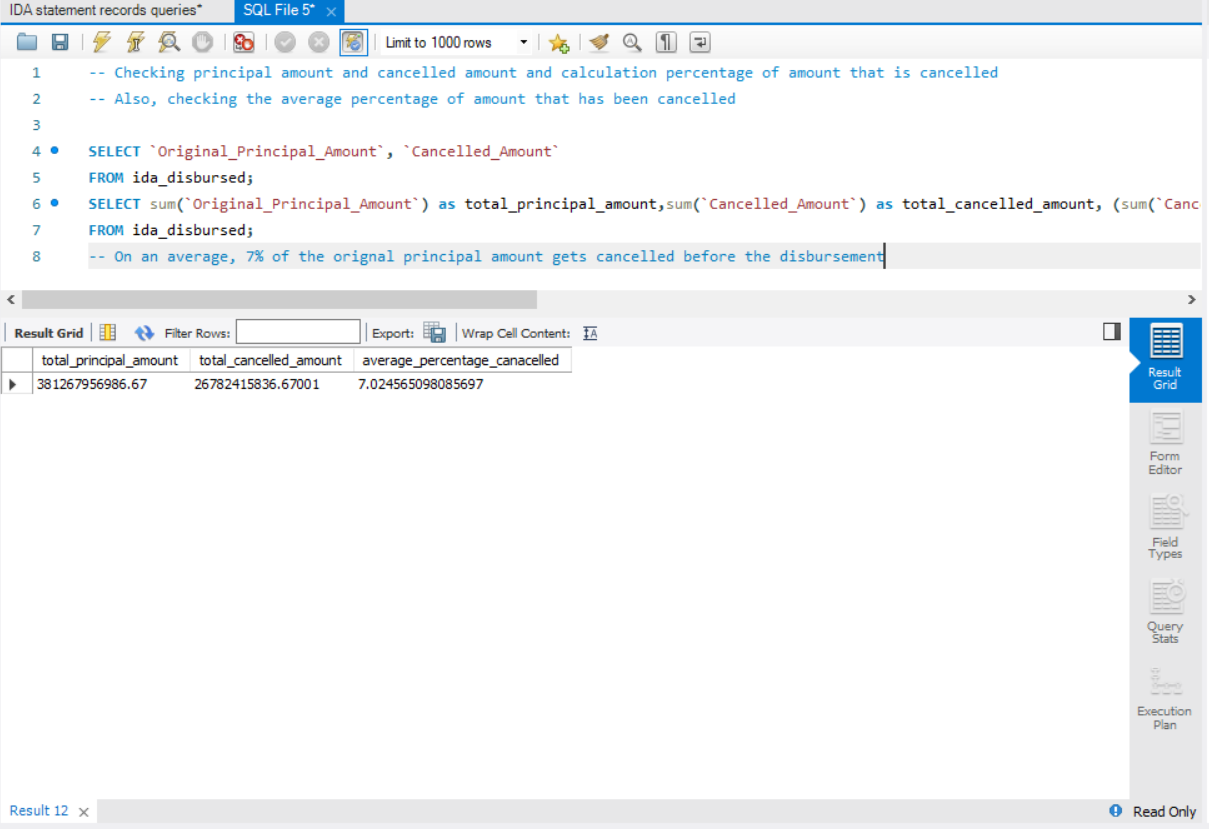 IDA statement records queries*
SQL File 5*
Limit to 1000 rows
1 -- Checking principal amount and cancelled amount and calculation percentage of amount that is cancelled
2 -- Also, checking the average percentage of amount that has been cancelled
3
4 SELECT `Original_Principal_Amount`, `Cancelled_Amount`
5 FROM ida_disbursed;
6 SELECT sum(`Original_Principal_Amount`) as total_principal_amount,sum(`Cancelled_Amount`) as total_cancelled_amount, (sum(`Canc
7 FROM ida_disbursed;
8 -- On an average, 7% of the orignal principal amount gets cancelled before the disbursement
Result Grid Filter Rows: Export: Wrap Cell Content:
total_principal_amount total_cancelled_amount average_percentage_canacelled
381267956986.67 26782415836.67001 7.024565098085697
Result
Grid
Form
Editor
Field
Types
Query
Stats
Execution
Plan
Result 12
Read Only